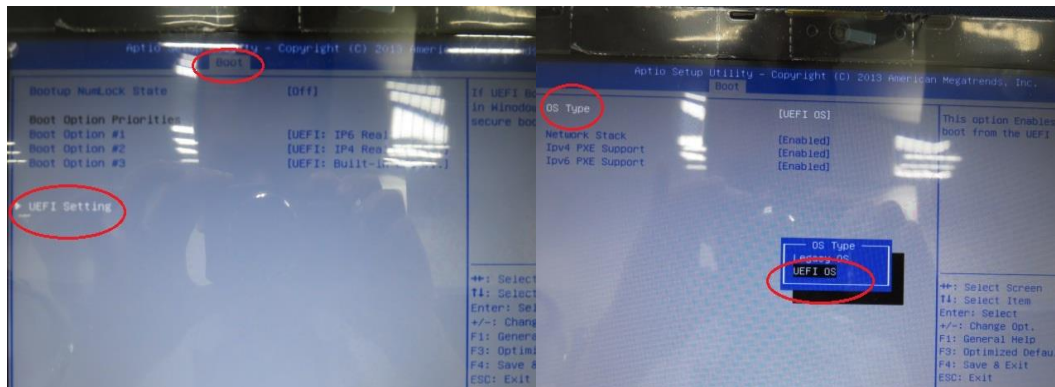 Aptio
Copyright (C) 2013 Americ
Boot
Bootup NumLock State
[Off]
Boot Option Priorities
Boot Option #1
[UEFI: IP6 Rea
Boot Option #2
[UEFI: IP4 Rea
Boot Option #3
[UEFI: Built-in
UEFI Setting
If UEFI B
in Window
secure boo
: Select
↑↓: Select
Enter: Sel
+/-: Chang
F1: Genera
F3: Optimi
F4: Save &
ESC: Exit
Aptio Setup Utility - Copyright (C) 2013 American Megatrends, Inc.
Boot
OS Type
[UEFI OS]
Network Stack
[Enabled]
Ipv4 PXE Support
[Enabled]
Ipv6 PXE Support
[Enabled]
This option Enables
boot from the UEFI
OS Type
Legacy OS
UEFI OS
: Select Screen
↑↓: Select Item
Enter: Select
+/-: Change Opt.
F1: General Help
F3: Optimized Defau
F4: Save & Exit
ESC: Exit